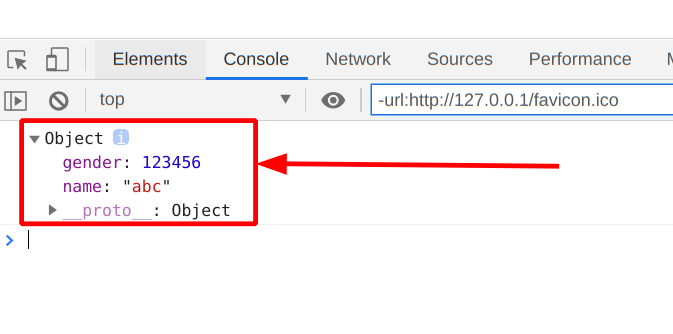 Elements Console Network Sources Performance
top -url:http://127.0.0.1/favicon.ico
Object i
gender: 123456
name: "abc"
__proto__: Object